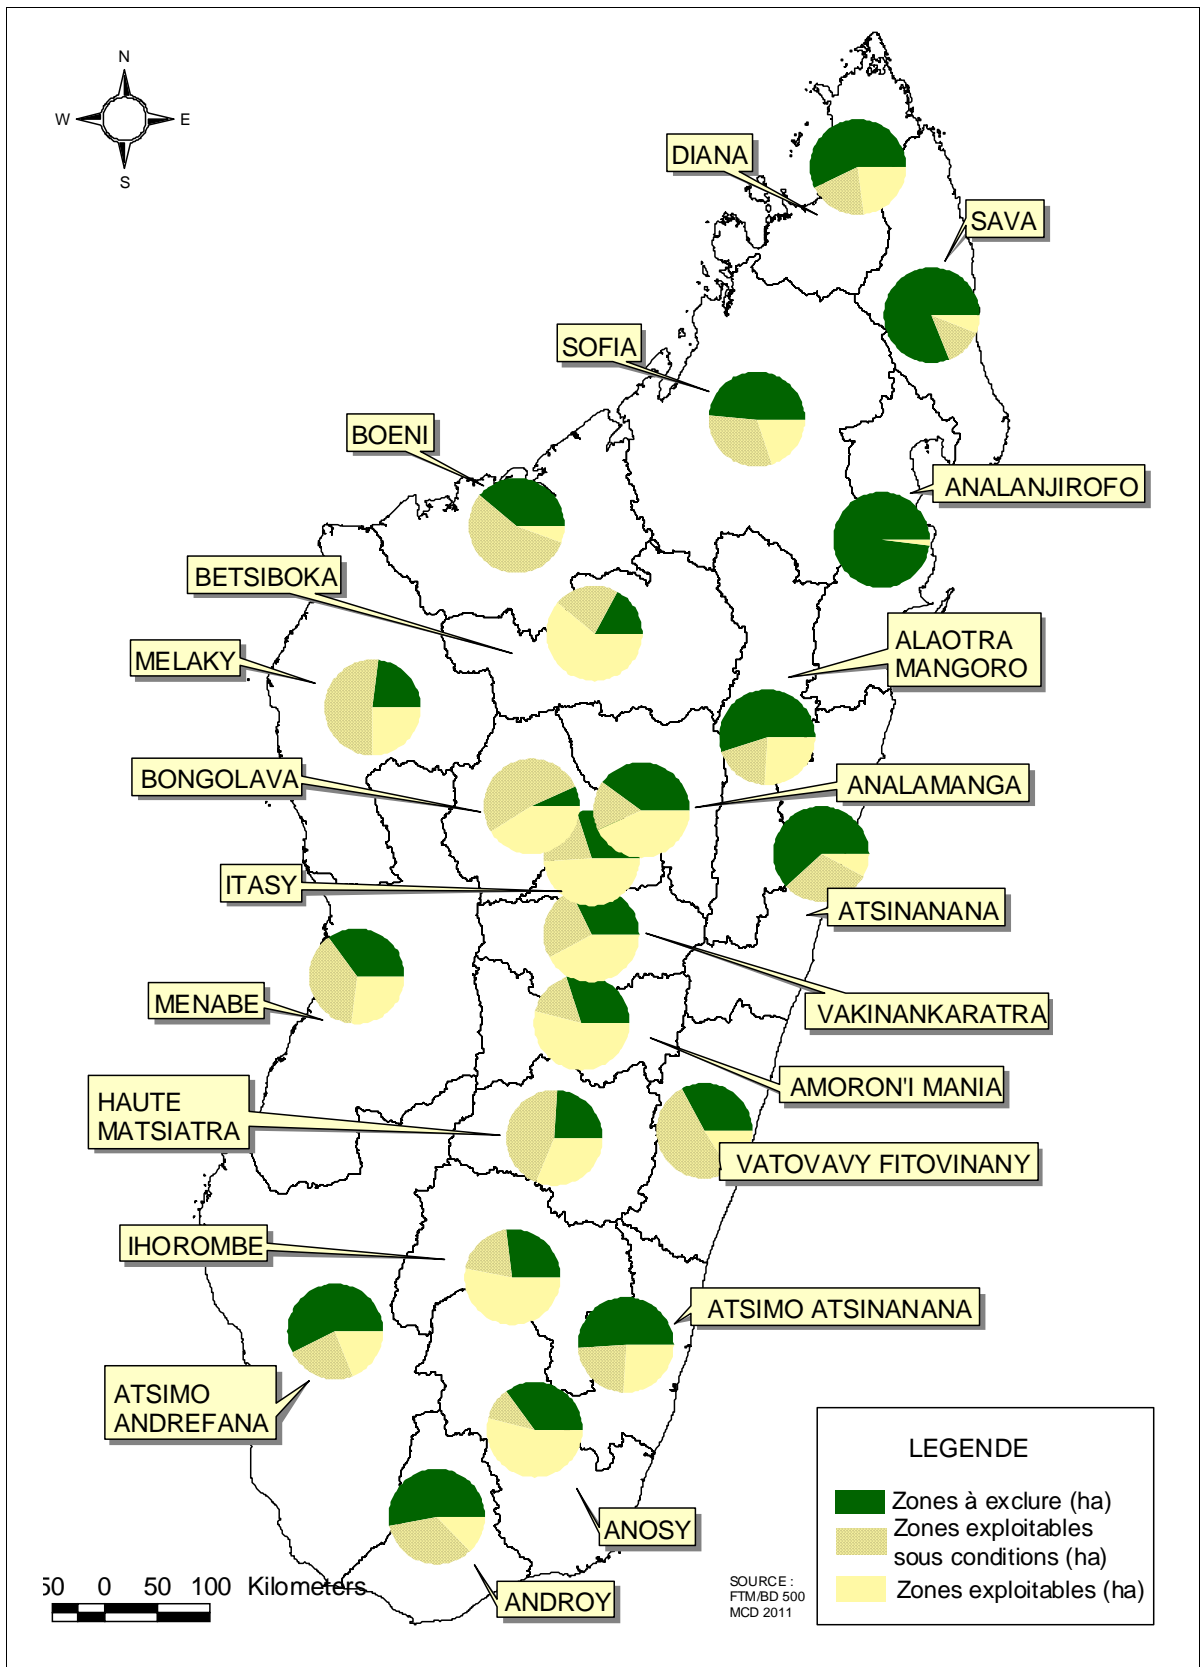 N
W
E
S
DIANA
SAVA
SOFIA
BOENI
ANALANJIROFO
BETSIBOKA
ALAOTRA
MANGORO
MELAKY
BONGOLAVA
ANALAMANGA
ITASY
ATSINANANA
MENABE
VAKINANKARATRA
AMORON'I MANIA
HAUTE
MATSIATRA
VATOVAVY FITOVINANY
IHOROMBE
ATSIMO ATSINANANA
ATSIMO
ANDREFANA
ANOSY
ANDROY
LEGENDE
Zones à exclure (ha)
Zones exploitables
sous conditions (ha)
Zones exploitables (ha)
50 0 50 100 Kilometers
SOURCE :
FTM/BD 500
MCD 2011